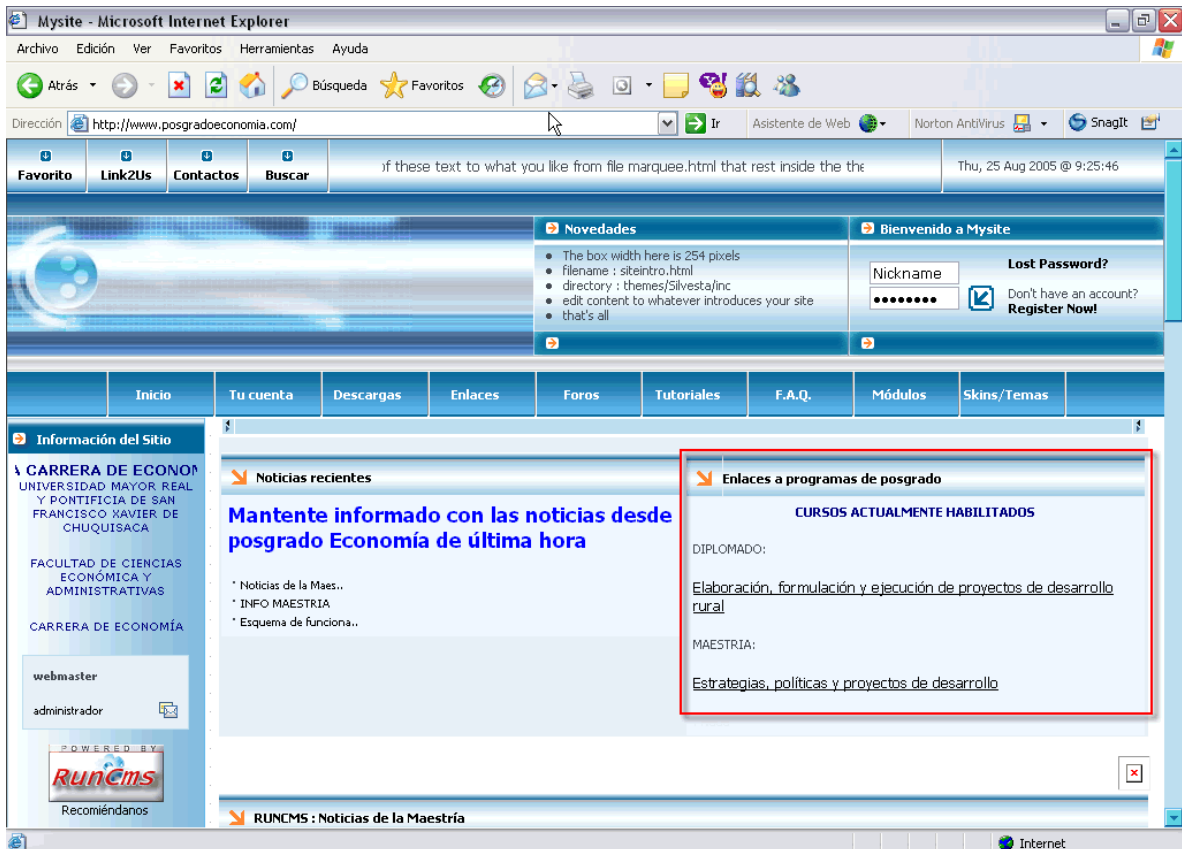 Mysite - Microsoft Internet Explorer
Archivo Edición Ver Favoritos Herramientas Ayuda
Atrás Búsqueda Favoritos
Dirección http://www.posgradoeconomia.com/ Ir Asistente de Web Norton AntiVirus SnagIt
Favorito Link2Us Contactos Buscar
of these text to what you like from file marquee.html that rest inside the the
Thu, 25 Aug 2005 @ 9:25:46
Novedades
The box width here is 254 pixels
filename : siteintro.html
directory : themes/Silvesta/inc
edit content to whatever introduces your site
that's all
Bienvenido a Mysite
Nickname
Lost Password?
Don't have an account?
Register Now!
Inicio Tu cuenta Descargas Enlaces Foros Tutoriales F.A.Q. Módulos Skins/Temas
Información del Sitio
CARRERA DE ECONO
UNIVERSIDAD MAYOR REAL
Y PONTIFICIA DE SAN
FRANCISCO XAVIER DE
CHUQUISACA
FACULTAD DE CIENCIAS
ECONÓMICA Y
ADMINISTRATIVAS
CARRERA DE ECONOMÍA
webmaster
administrador
POWERED BY
RunCms
Recomiéndanos
Noticias recientes
Mantente informado con las noticias desde
posgrado Economía de última hora
* Noticias de la Maes..
* INFO MAESTRIA
* Esquema de funciona..
Enlaces a programas de posgrado
CURSOS ACTUALMENTE HABILITADOS
DIPLOMADO:
Elaboración, formulación y ejecución de proyectos de desarrollo
rural
MAESTRIA:
Estrategias, políticas y proyectos de desarrollo
RUNCMS : Noticias de la Maestría
Internet